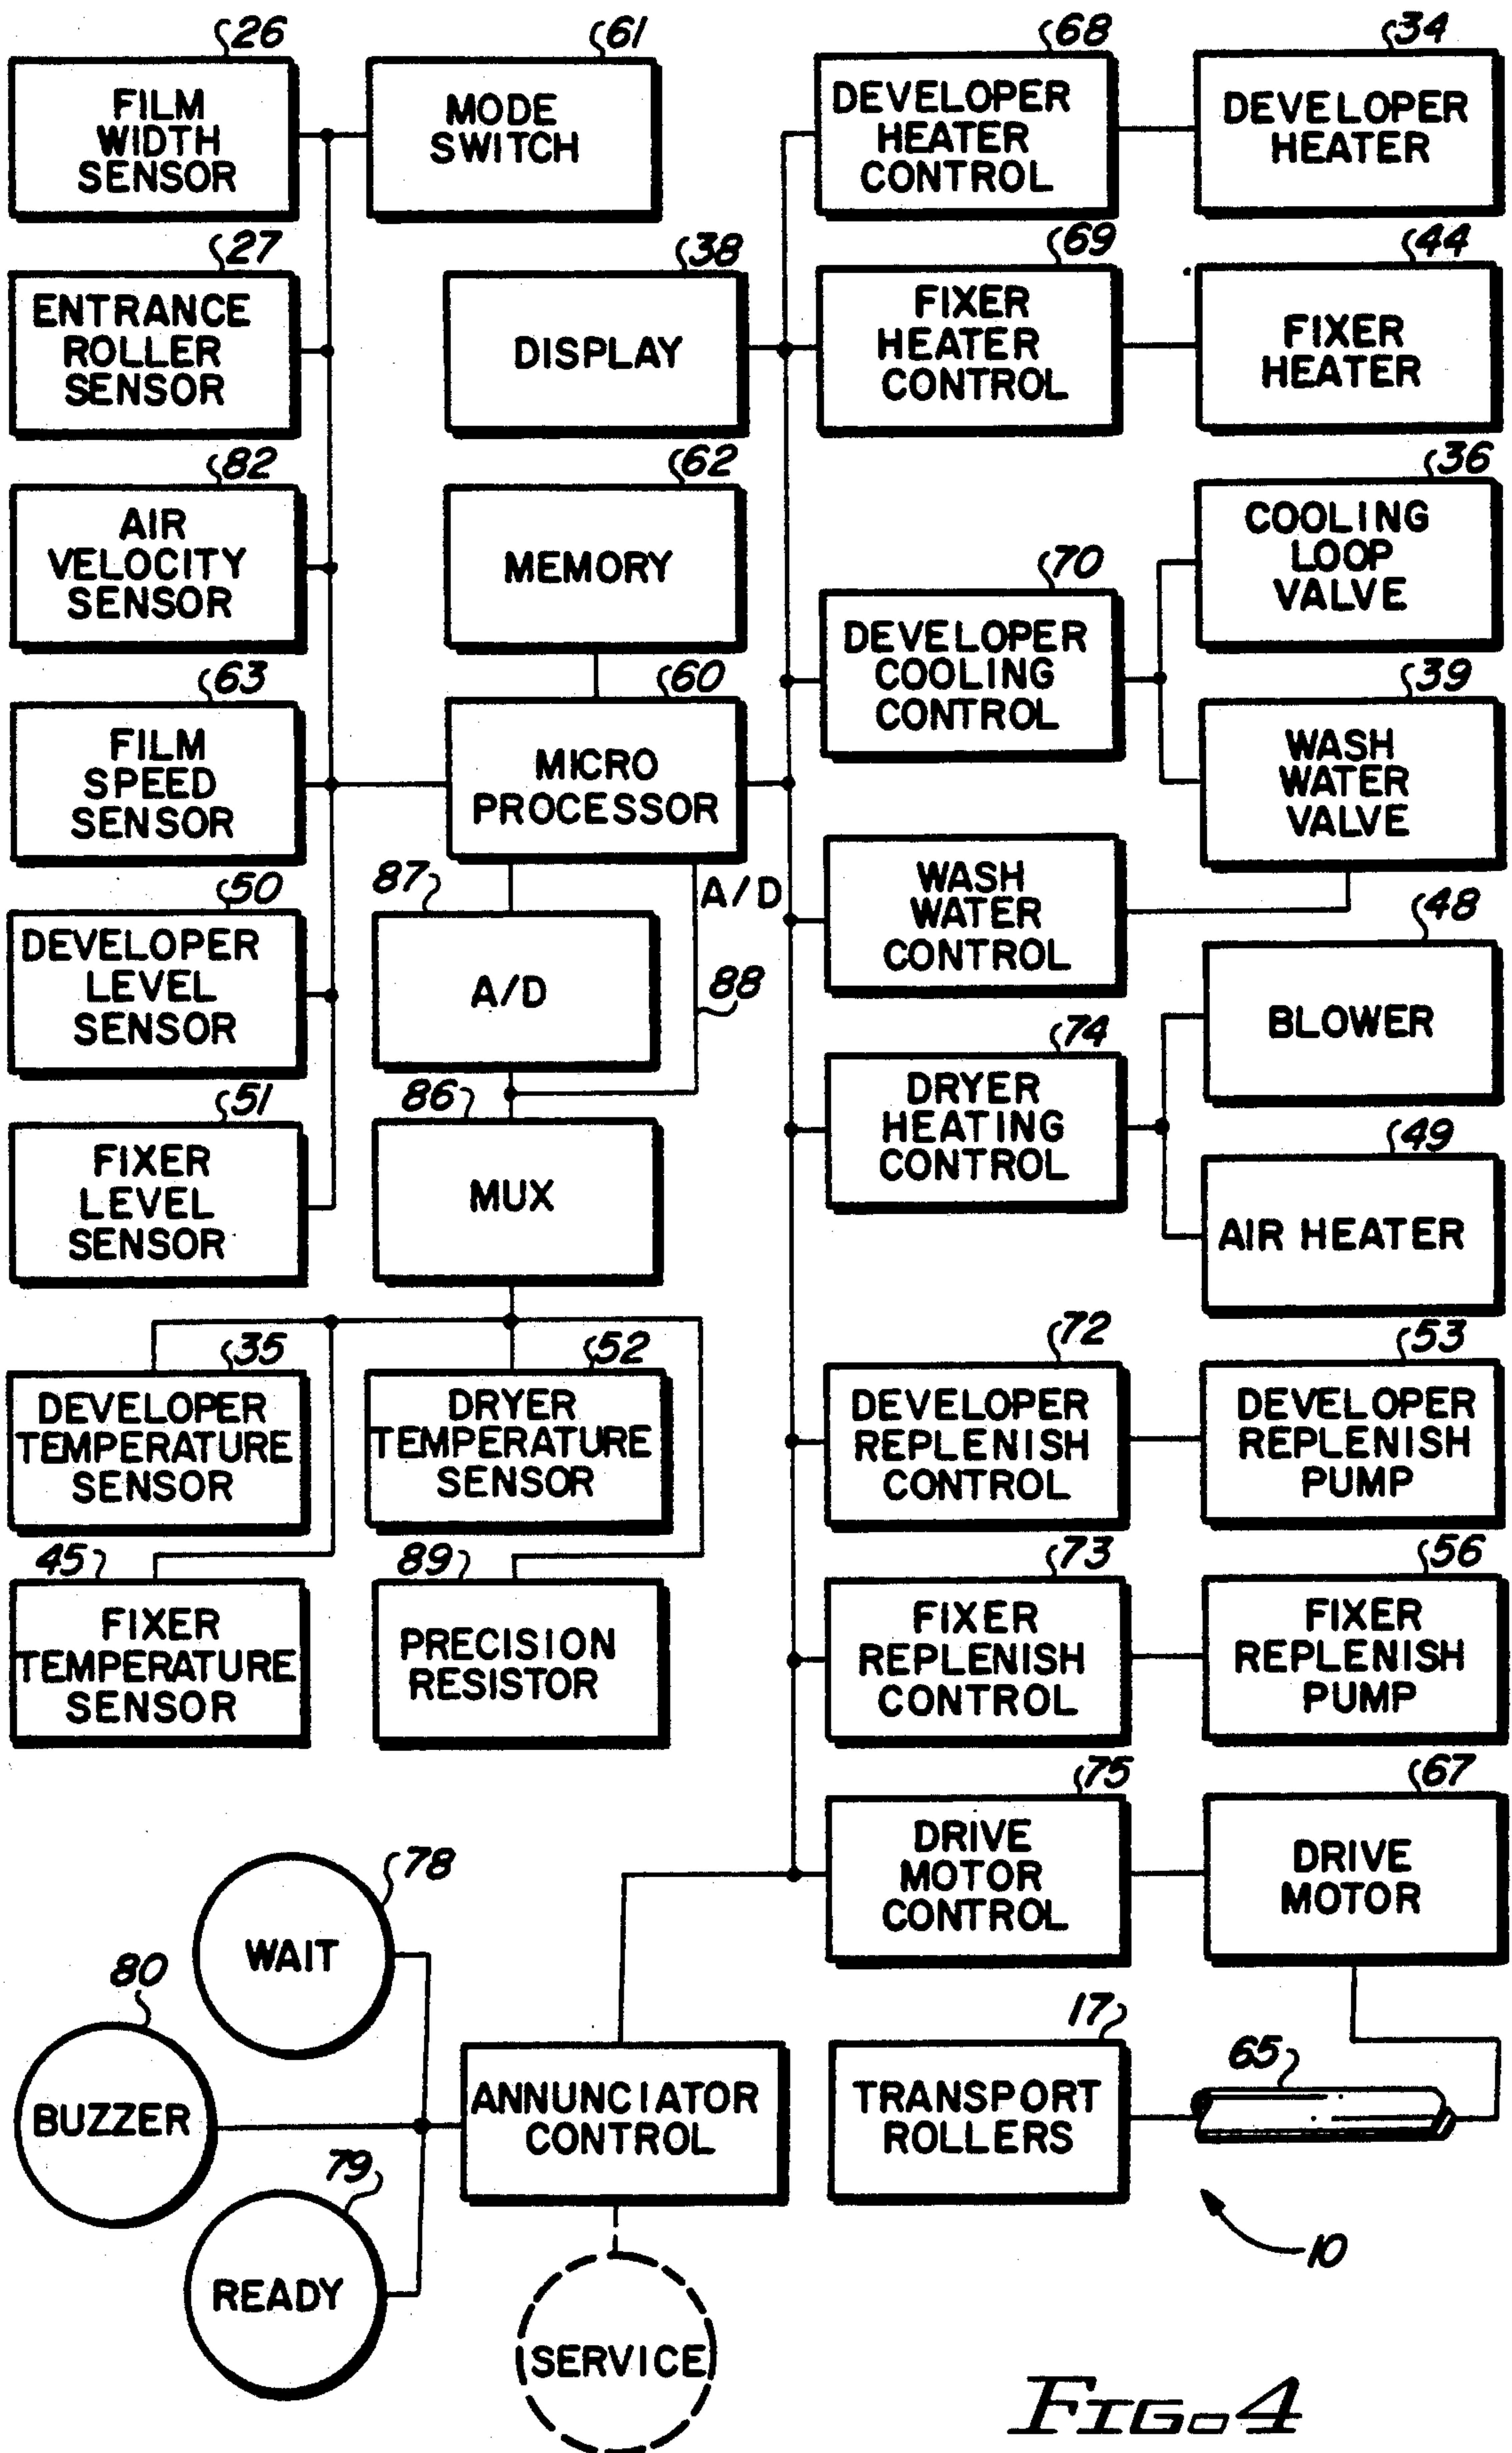 26
FILM
WIDTH
SENSOR
61
MODE
SWITCH
68
DEVELOPER
HEATER
CONTROL
34
DEVELOPER
HEATER
27
ENTRANCE
ROLLER
SENSOR
38
DISPLAY
69
FIXER
HEATER
CONTROL
44
FIXER
HEATER
82
AIR
VELOCITY
SENSOR
62
MEMORY
70
DEVELOPER
COOLING
CONTROL
36
COOLING
LOOP
VALVE
63
FILM
SPEED
SENSOR
60
MICRO
PROCESSOR
39
WASH
WATER
VALVE
50
DEVELOPER
LEVEL
SENSOR
87
A/D
A/D
88
WASH
WATER
CONTROL
48
BLOWER
51
FIXER
LEVEL
SENSOR
86
MUX
74
DRYER
HEATING
CONTROL
49
AIR HEATER
35
DEVELOPER
TEMPERATURE
SENSOR
52
DRYER
TEMPERATURE
SENSOR
72
DEVELOPER
REPLENISH
CONTROL
53
DEVELOPER
REPLENISH
PUMP
45
FIXER
TEMPERATURE
SENSOR
89
PRECISION
RESISTOR
73
FIXER
REPLENISH
CONTROL
56
FIXER
REPLENISH
PUMP
75
DRIVE
MOTOR
CONTROL
67
DRIVE
MOTOR
78
WAIT
80
BUZZER
79
READY
ANNUNCIATOR
CONTROL
SERVICE
17
TRANSPORT
ROLLERS
65
10
FIG. 4